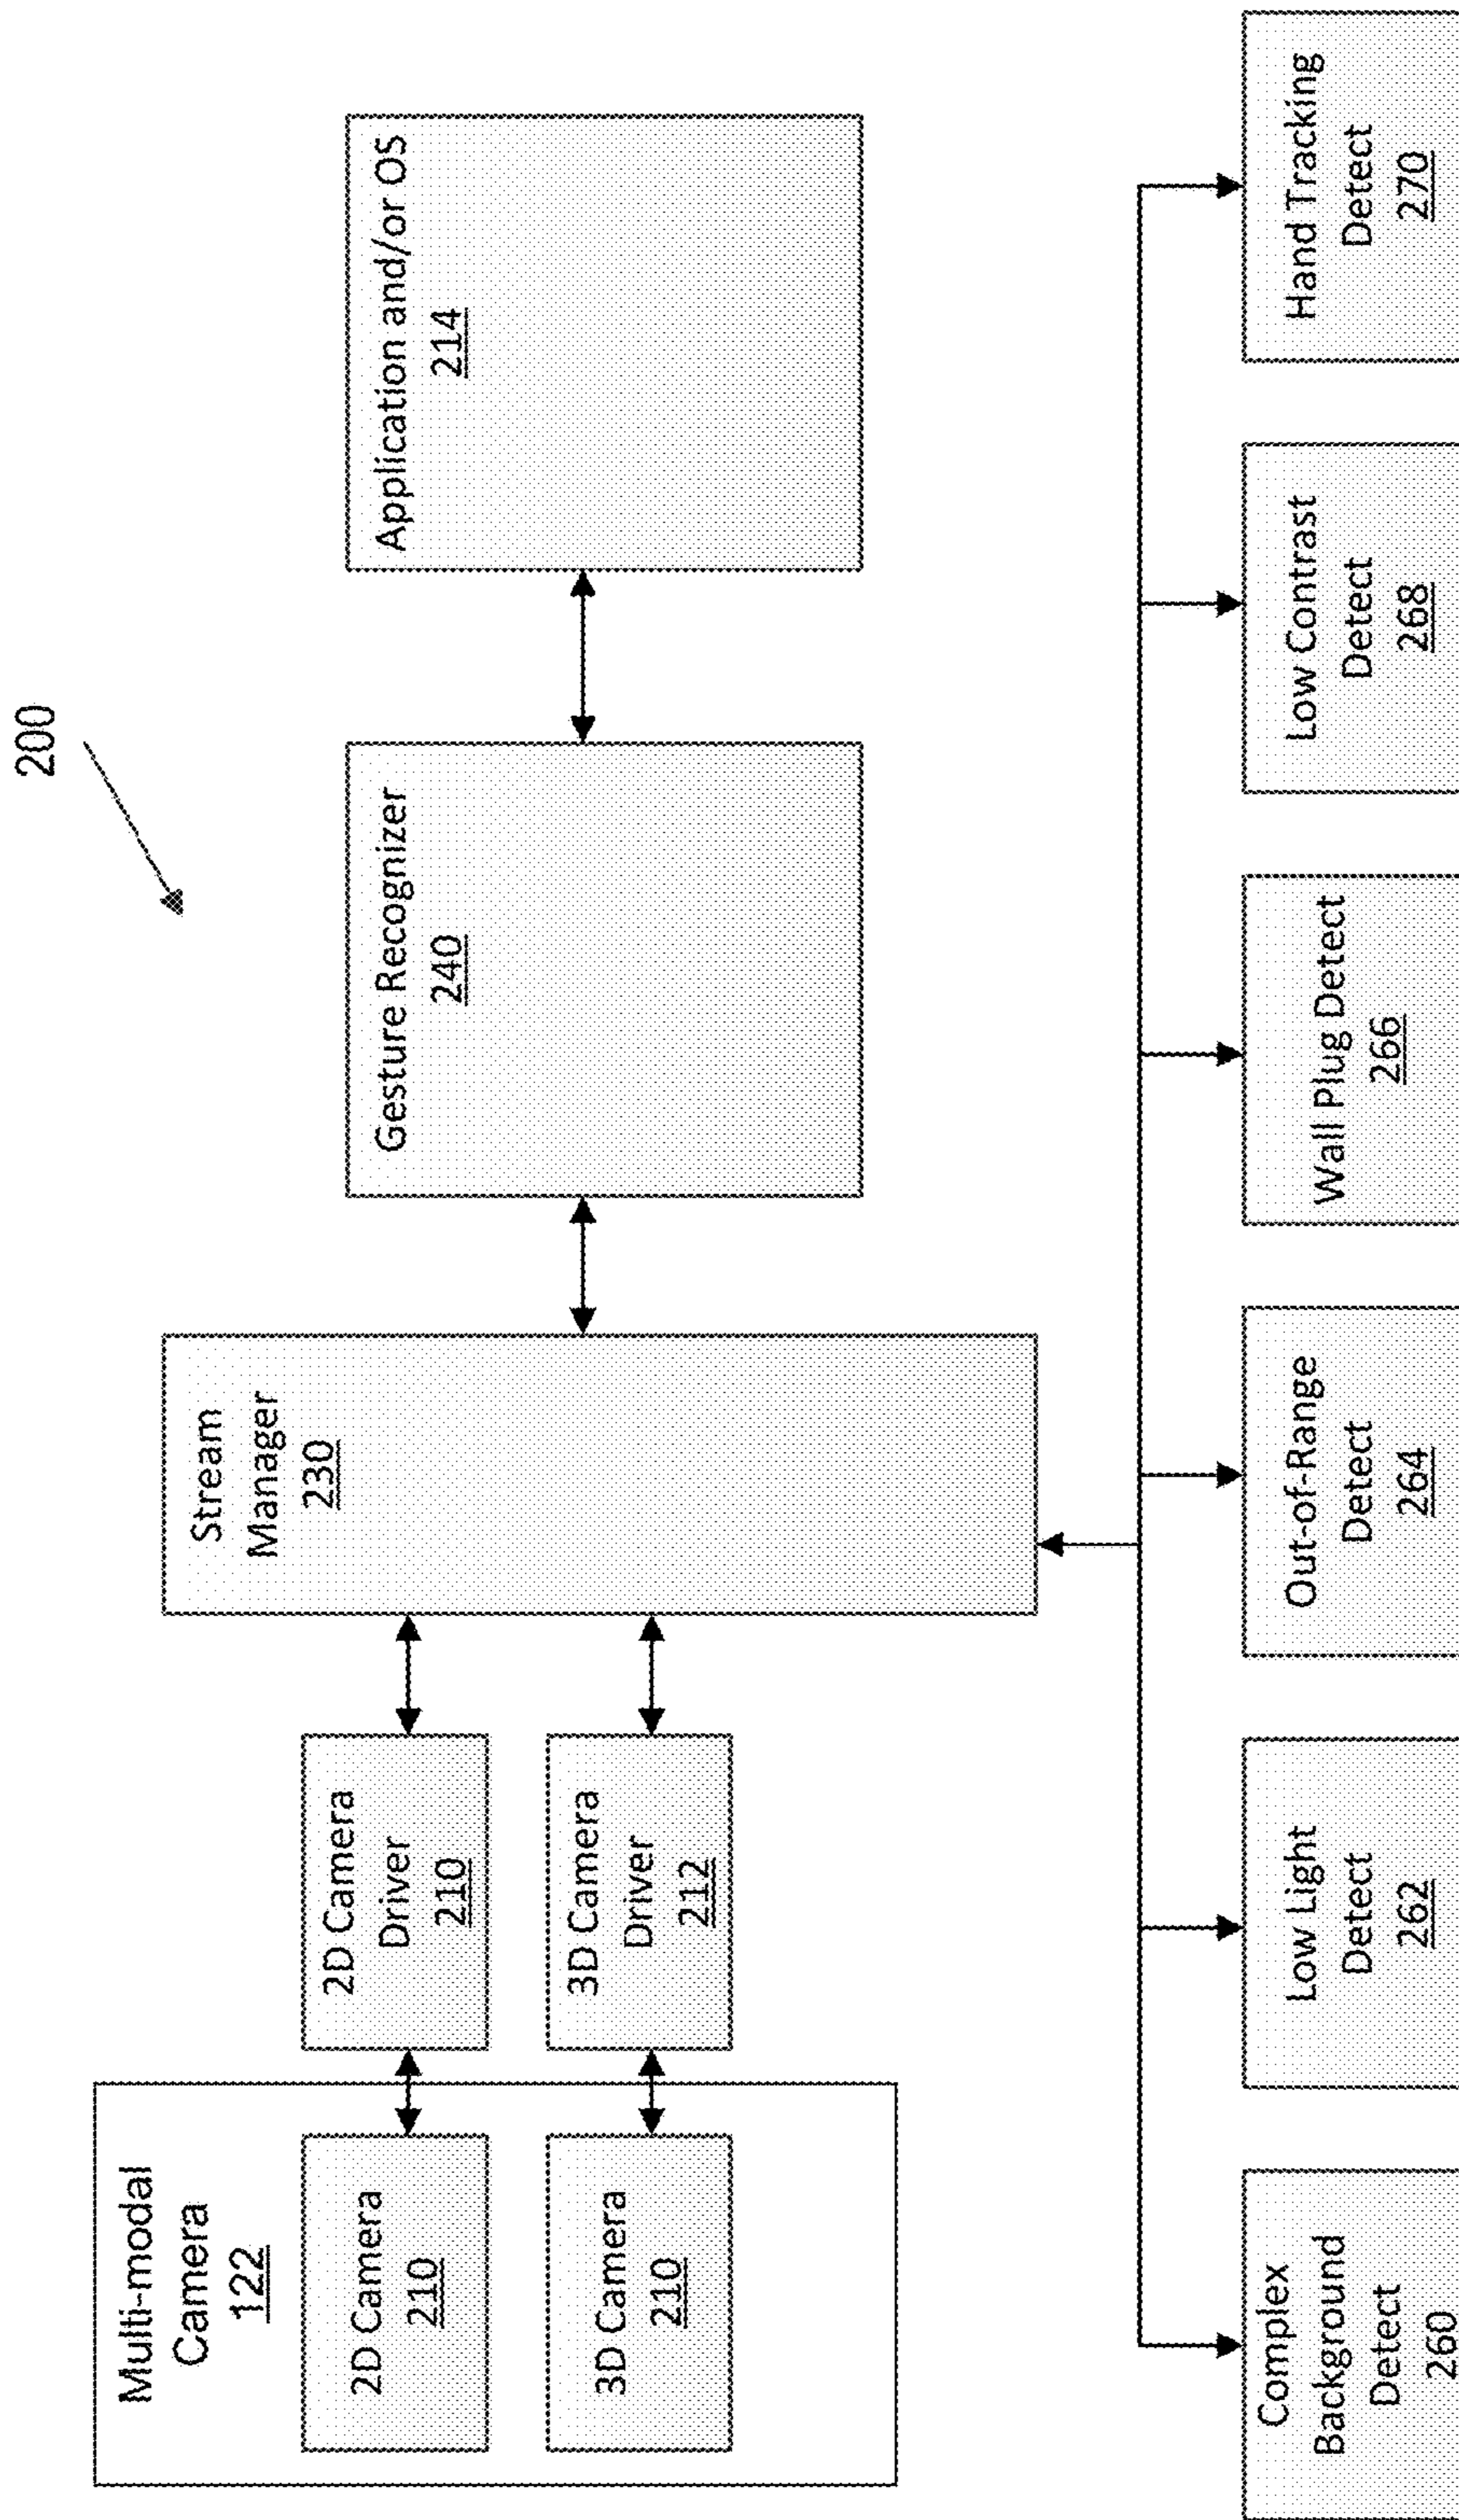 200
Multi-modal
Camera
122
2D Camera
210
3D Camera
210
2D Camera
Driver
210
3D Camera
Driver
212
Stream
Manager
230
Gesture Recognizer
240
Application and/or OS
214
Complex
Background
Detect
260
Low Light
Detect
262
Out-of-Range
Detect
264
Wall Plug Detect
266
Low Contrast
Detect
268
Hand Tracking
Detect
270